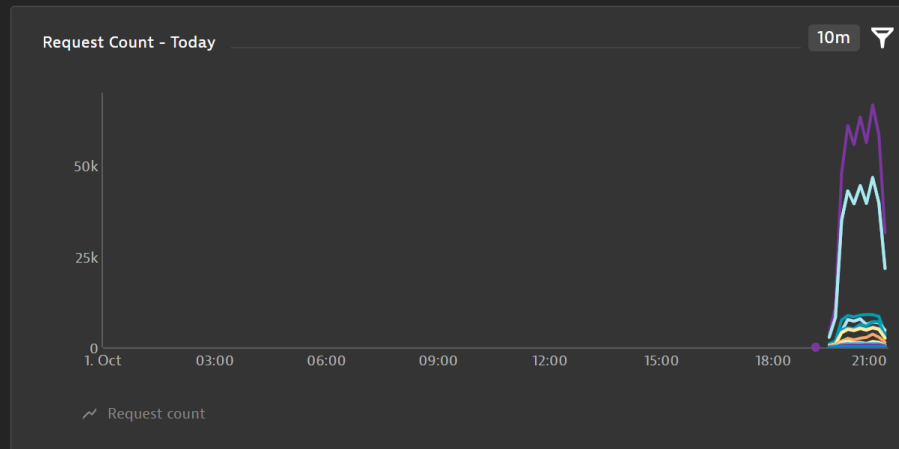 Request Count - Today
10m
50k
25k
0
1. Oct 03:00 06:00 09:00 12:00 15:00 18:00 21:00
Request count